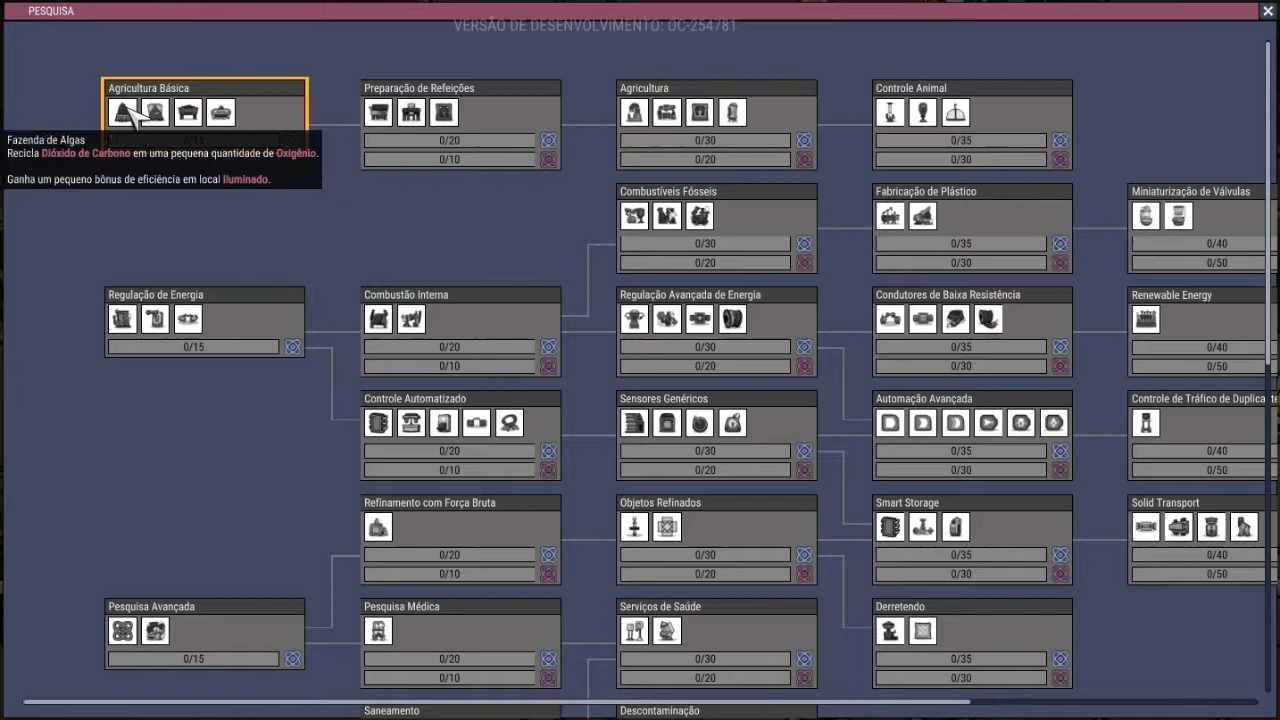 PESQUISA
VERSÃO DE DESENVOLVIMENTO: OC-254781
Agricultura Básica
Preparação de Refeições
Agricultura
Controle Animal
0/15
0/20
0/30
0/35
0/10
0/20
0/30
Fazenda de Algas
Recicla Dióxido de Carbono em uma pequena quantidade de Oxigênio.
Ganha um pequeno bônus de eficiência em local Iluminado.
Combustíveis Fósseis
Fabricação de Plástico
Miniaturização de Válvulas
0/30
0/35
0/40
0/20
0/30
0/50
Regulação de Energia
Combustão Interna
Regulação Avançada de Energia
Condutores de Baixa Resistência
Renewable Energy
0/15
0/20
0/30
0/35
0/40
0/10
0/20
0/30
0/50
Controle Automatizado
Sensores Genéricos
Automação Avançada
Controle de Tráfico de Duplicate
0/20
0/30
0/35
0/40
0/10
0/20
0/30
0/50
Refinamento com Força Bruta
Objetos Refinados
Smart Storage
Solid Transport
0/20
0/30
0/35
0/40
0/10
0/20
0/30
0/50
Pesquisa Avançada
Pesquisa Médica
Serviços de Saúde
Derretendo
0/15
0/20
0/30
0/35
0/10
0/20
0/30
Saneamento
Descontaminação